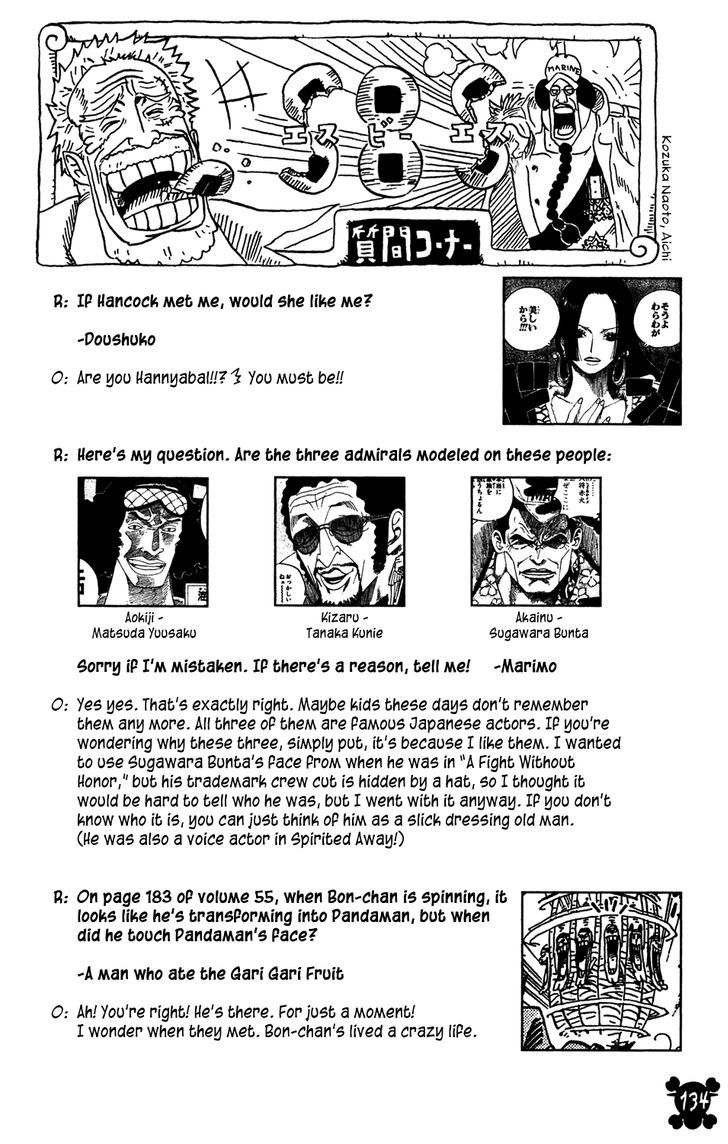 MARINE
エスビーエス
質問コーナー
Kozuka Naoto, Aichi
R: If Hancock met me, would she like me?
-Doushuko
O: Are you Hannyabal!!? You must be!!
そうよ
わらわが
美しい
から!!!
R: Here's my question. Are the three admirals modeled on these people:
Aokiji -
Matsuda Yuusaku
Kizaru -
Tanaka Kunie
Akainu -
Sugawara Bunta
Sorry if I'm mistaken. If there's a reason, tell me! -Marimo
O: Yes yes. That's exactly right. Maybe kids these days don't remember
them any more. All three of them are famous Japanese actors. If you're
wondering why these three, simply put, it's because I like them. I wanted
to use Sugawara Bunta's face from when he was in "A Fight Without
Honor," but his trademark crew cut is hidden by a hat, so I thought it
would be hard to tell who he was, but I went with it anyway. If you don't
know who it is, you can just think of him as a slick dressing old man.
(He was also a voice actor in Spirited Away!)
R: On page 183 of volume 55, when Bon-chan is spinning, it
looks like he's transforming into Pandaman, but when
did he touch Pandaman's face?
-A man who ate the Gari Gari Fruit
O: Ah! You're right! He's there. For just a moment!
I wonder when they met. Bon-chan's lived a crazy life.
134